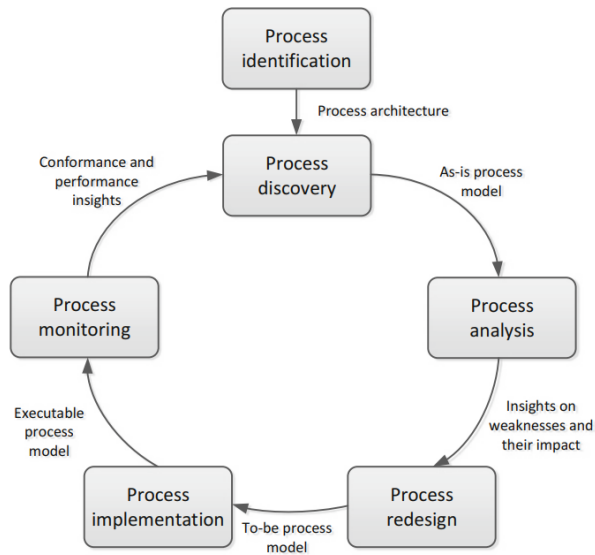 Process
identification
Process architecture
Process
discovery
As-is process
model
Process
analysis
Insights on
weaknesses and
their impact
Process
redesign
To-be process
model
Process
implementation
Executable
process
model
Process
monitoring
Conformance and
performance
insights